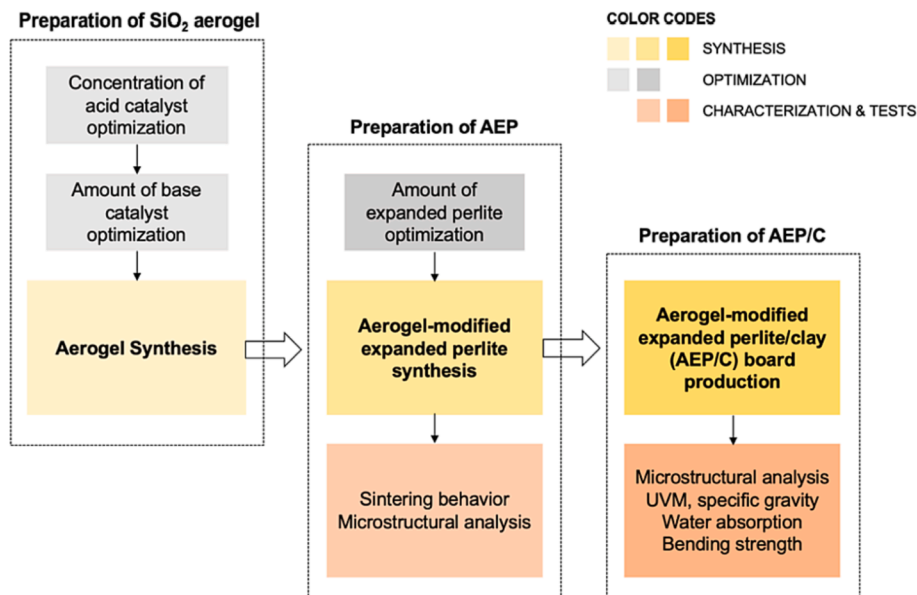 Preparation of SiO₂ aerogel
Concentration of
acid catalyst
optimization
Amount of base
catalyst
optimization
Aerogel Synthesis
Preparation of AEP
Amount of
expanded perlite
optimization
Aerogel-modified
expanded perlite
synthesis
Sintering behavior
Microstructural analysis
COLOR CODES
SYNTHESIS
OPTIMIZATION
CHARACTERIZATION & TESTS
Preparation of AEP/C
Aerogel-modified
expanded perlite/clay
(AEP/C) board
production
Microstructural analysis
UVM, specific gravity
Water absorption
Bending strength